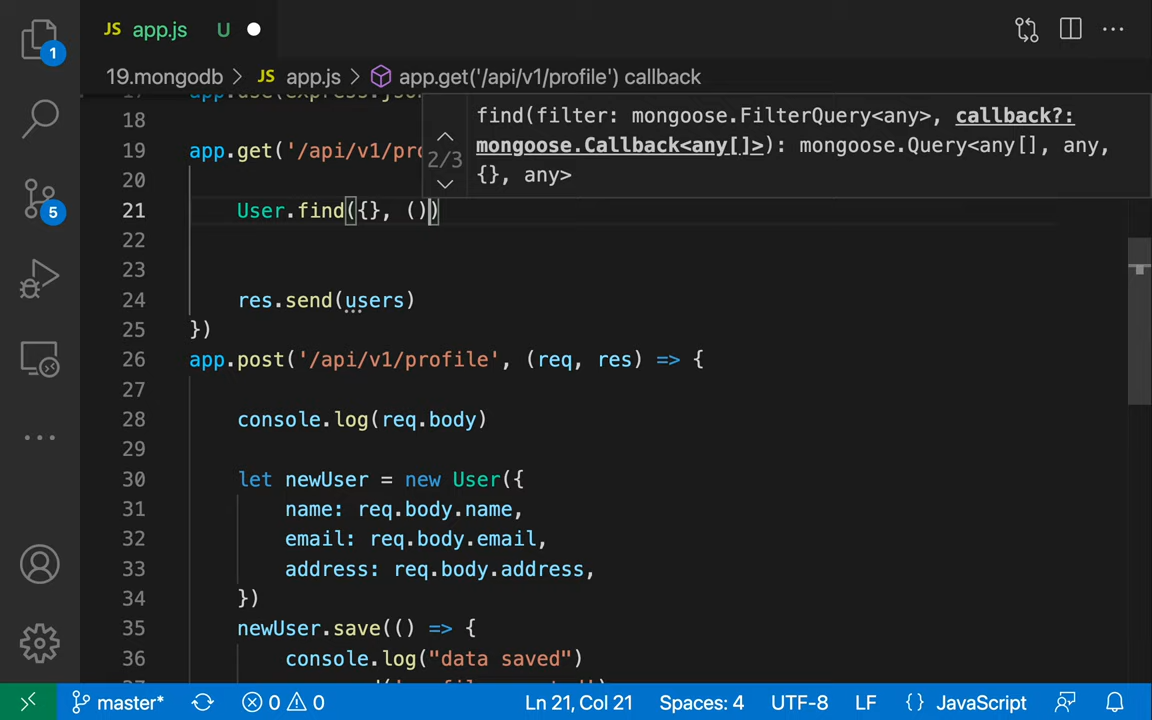 JS app.js U
1
19.mongodb > JS app.js > app.get('/api/v1/profile') callback
18
19 app.get('/api/v1/pro
find(filter: mongoose.FilterQuery<any>, callback?:
mongoose.Callback<any[]>): mongoose.Query<any[], any,
{}, any>
2/3
20
21 User.find({}, ())
5
22
23
24 res.send(users)
25 })
26 app.post('/api/v1/profile', (req, res) => {
27
28 console.log(req.body)
29
30 let newUser = new User({
31 name: req.body.name,
32 email: req.body.email,
33 address: req.body.address,
34 })
35 newUser.save(() => {
36 console.log("data saved")
master* 0 0 Ln 21, Col 21 Spaces: 4 UTF-8 LF {} JavaScript